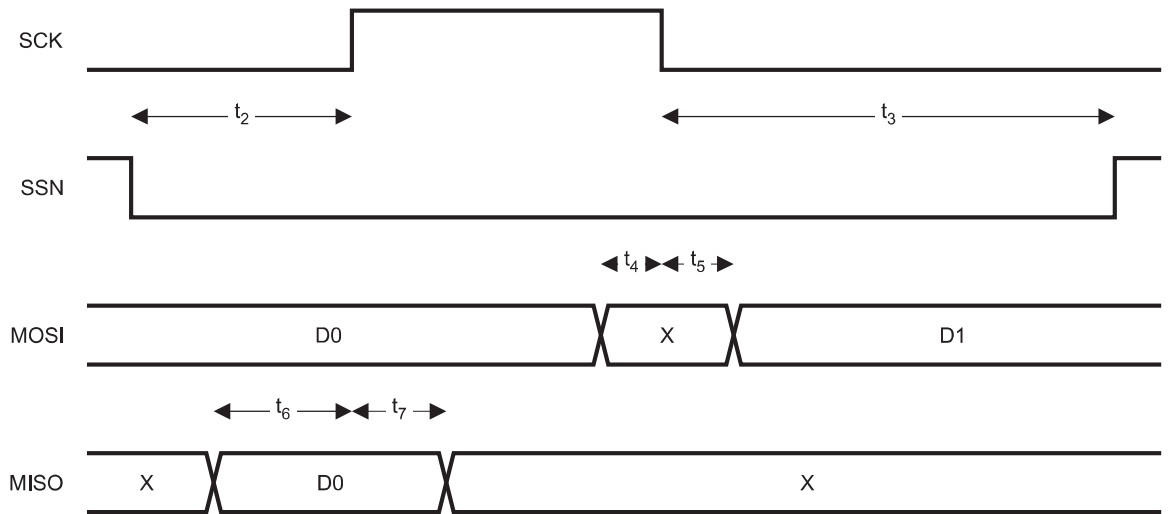 SCK
t2
t3
SSN
t4 t5
MOSI D0 X D1
t6 t7
MISO X D0 X